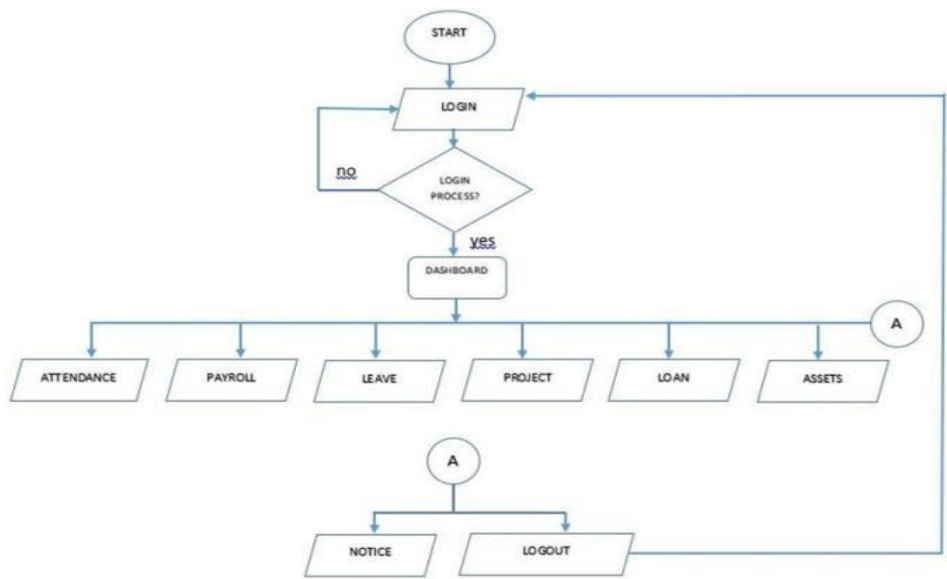 START
LOGIN
no
LOGIN
PROCESS?
yes
DASHBOARD
A
ATTENDANCE
PAYROLL
LEAVE
PROJECT
LOAN
ASSETS
A
NOTICE
LOGOUT